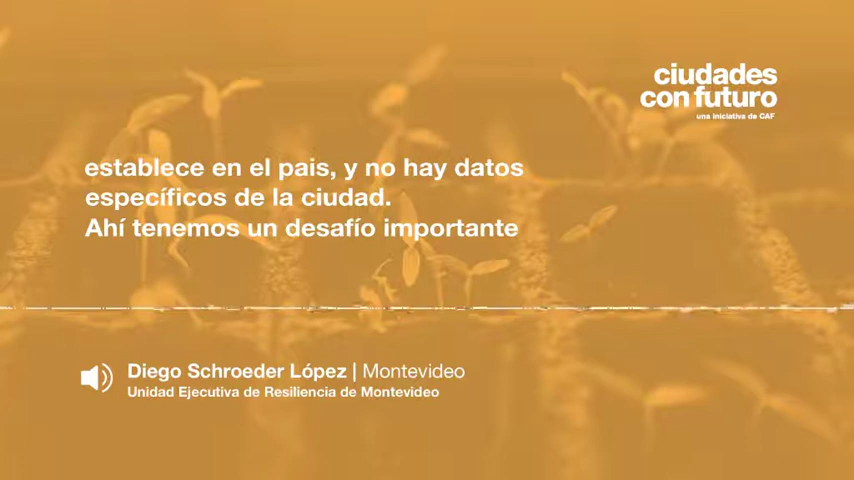 ciudades
con futuro
una iniciativa de CAF
establece en el pais, y no hay datos
específicos de la ciudad.
Ahí tenemos un desafío importante
Diego Schroeder López | Montevideo
Unidad Ejecutiva de Resiliencia de Montevideo